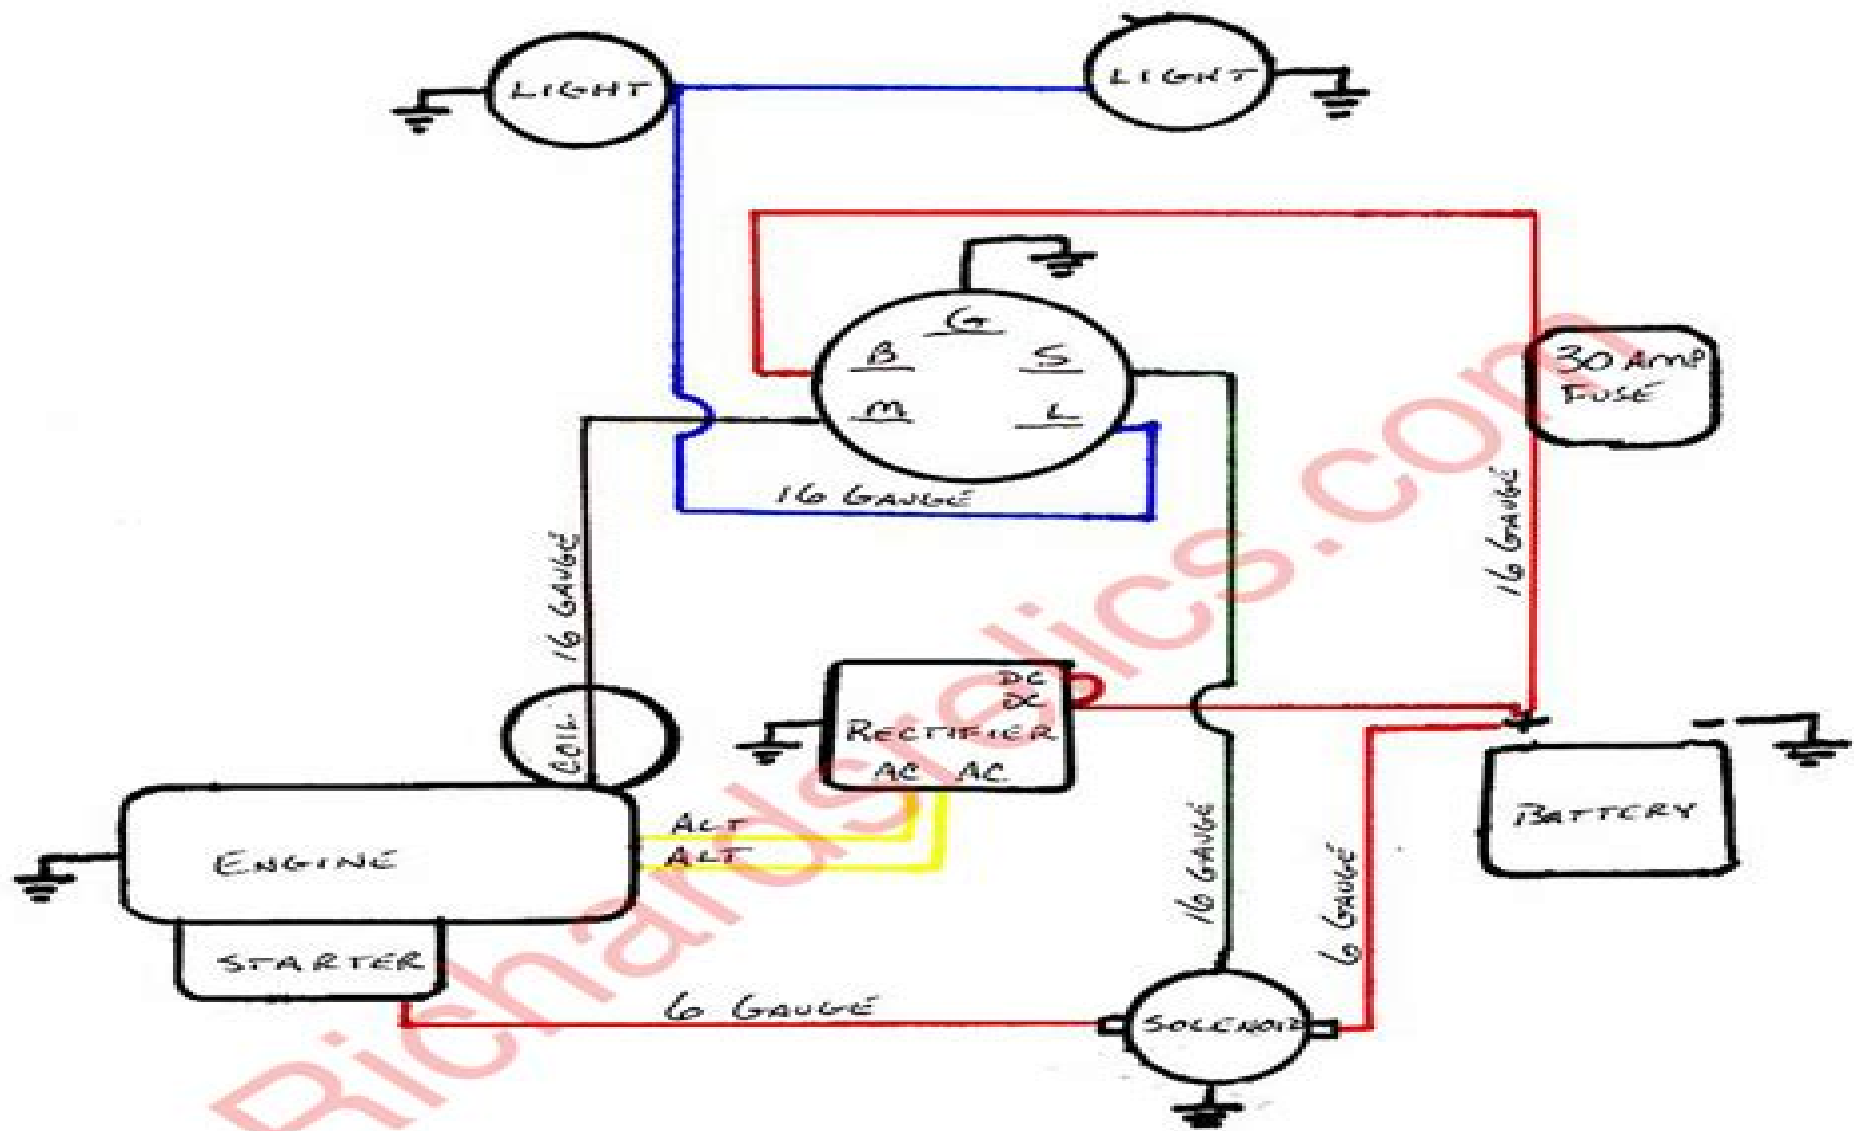 LIGHT
LIGHT
G
B
S
M
L
30 AMP
FUSE
16 GAUGE
16 GAUGE
16 GAUGE
DC
DC
RECTIFIER
AC AC
COIL
+ -
BATTERY
ALT
ALT
ENGINE
16 GAUGE
6 GAUGE
STARTER
6 GAUGE
SOLENOID
Richardsrelics.com